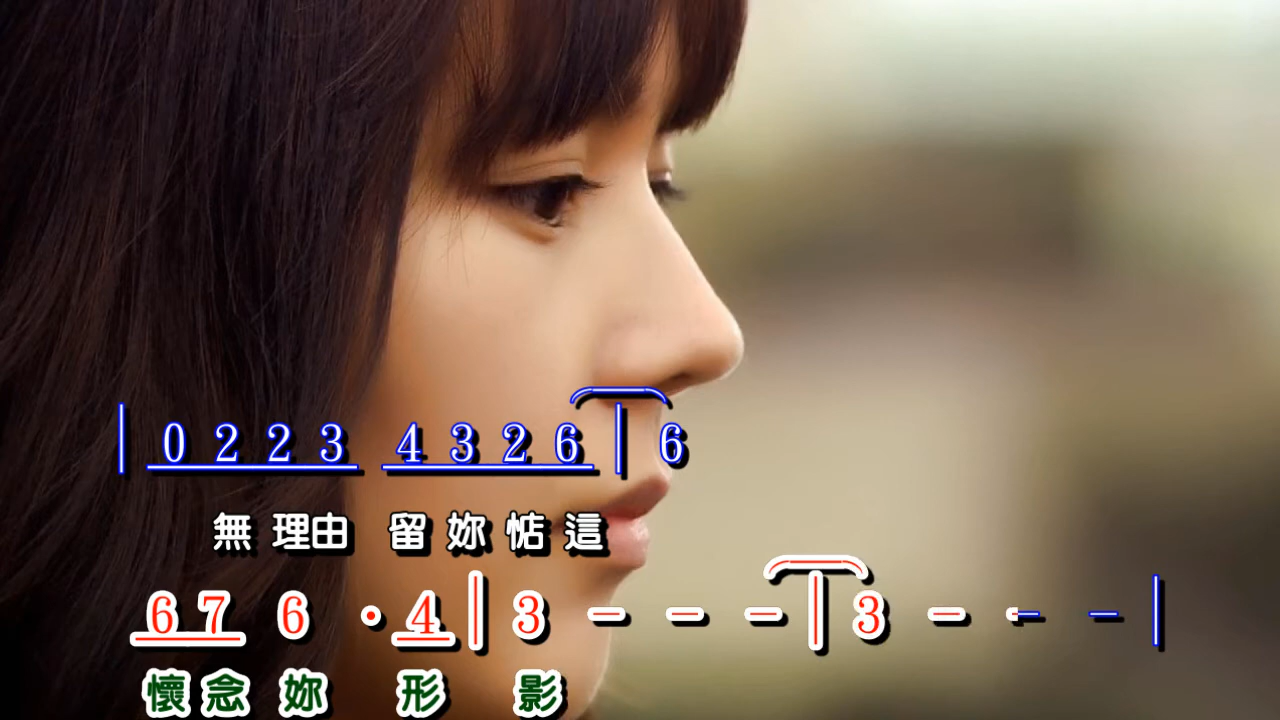 | 0 2 2 3 4 3 2 6 | 6
無 理由 留 妳 惦 這
6 7 6 · 4 | 3 - - - | 3 - - - |
懷 念 妳 形 影